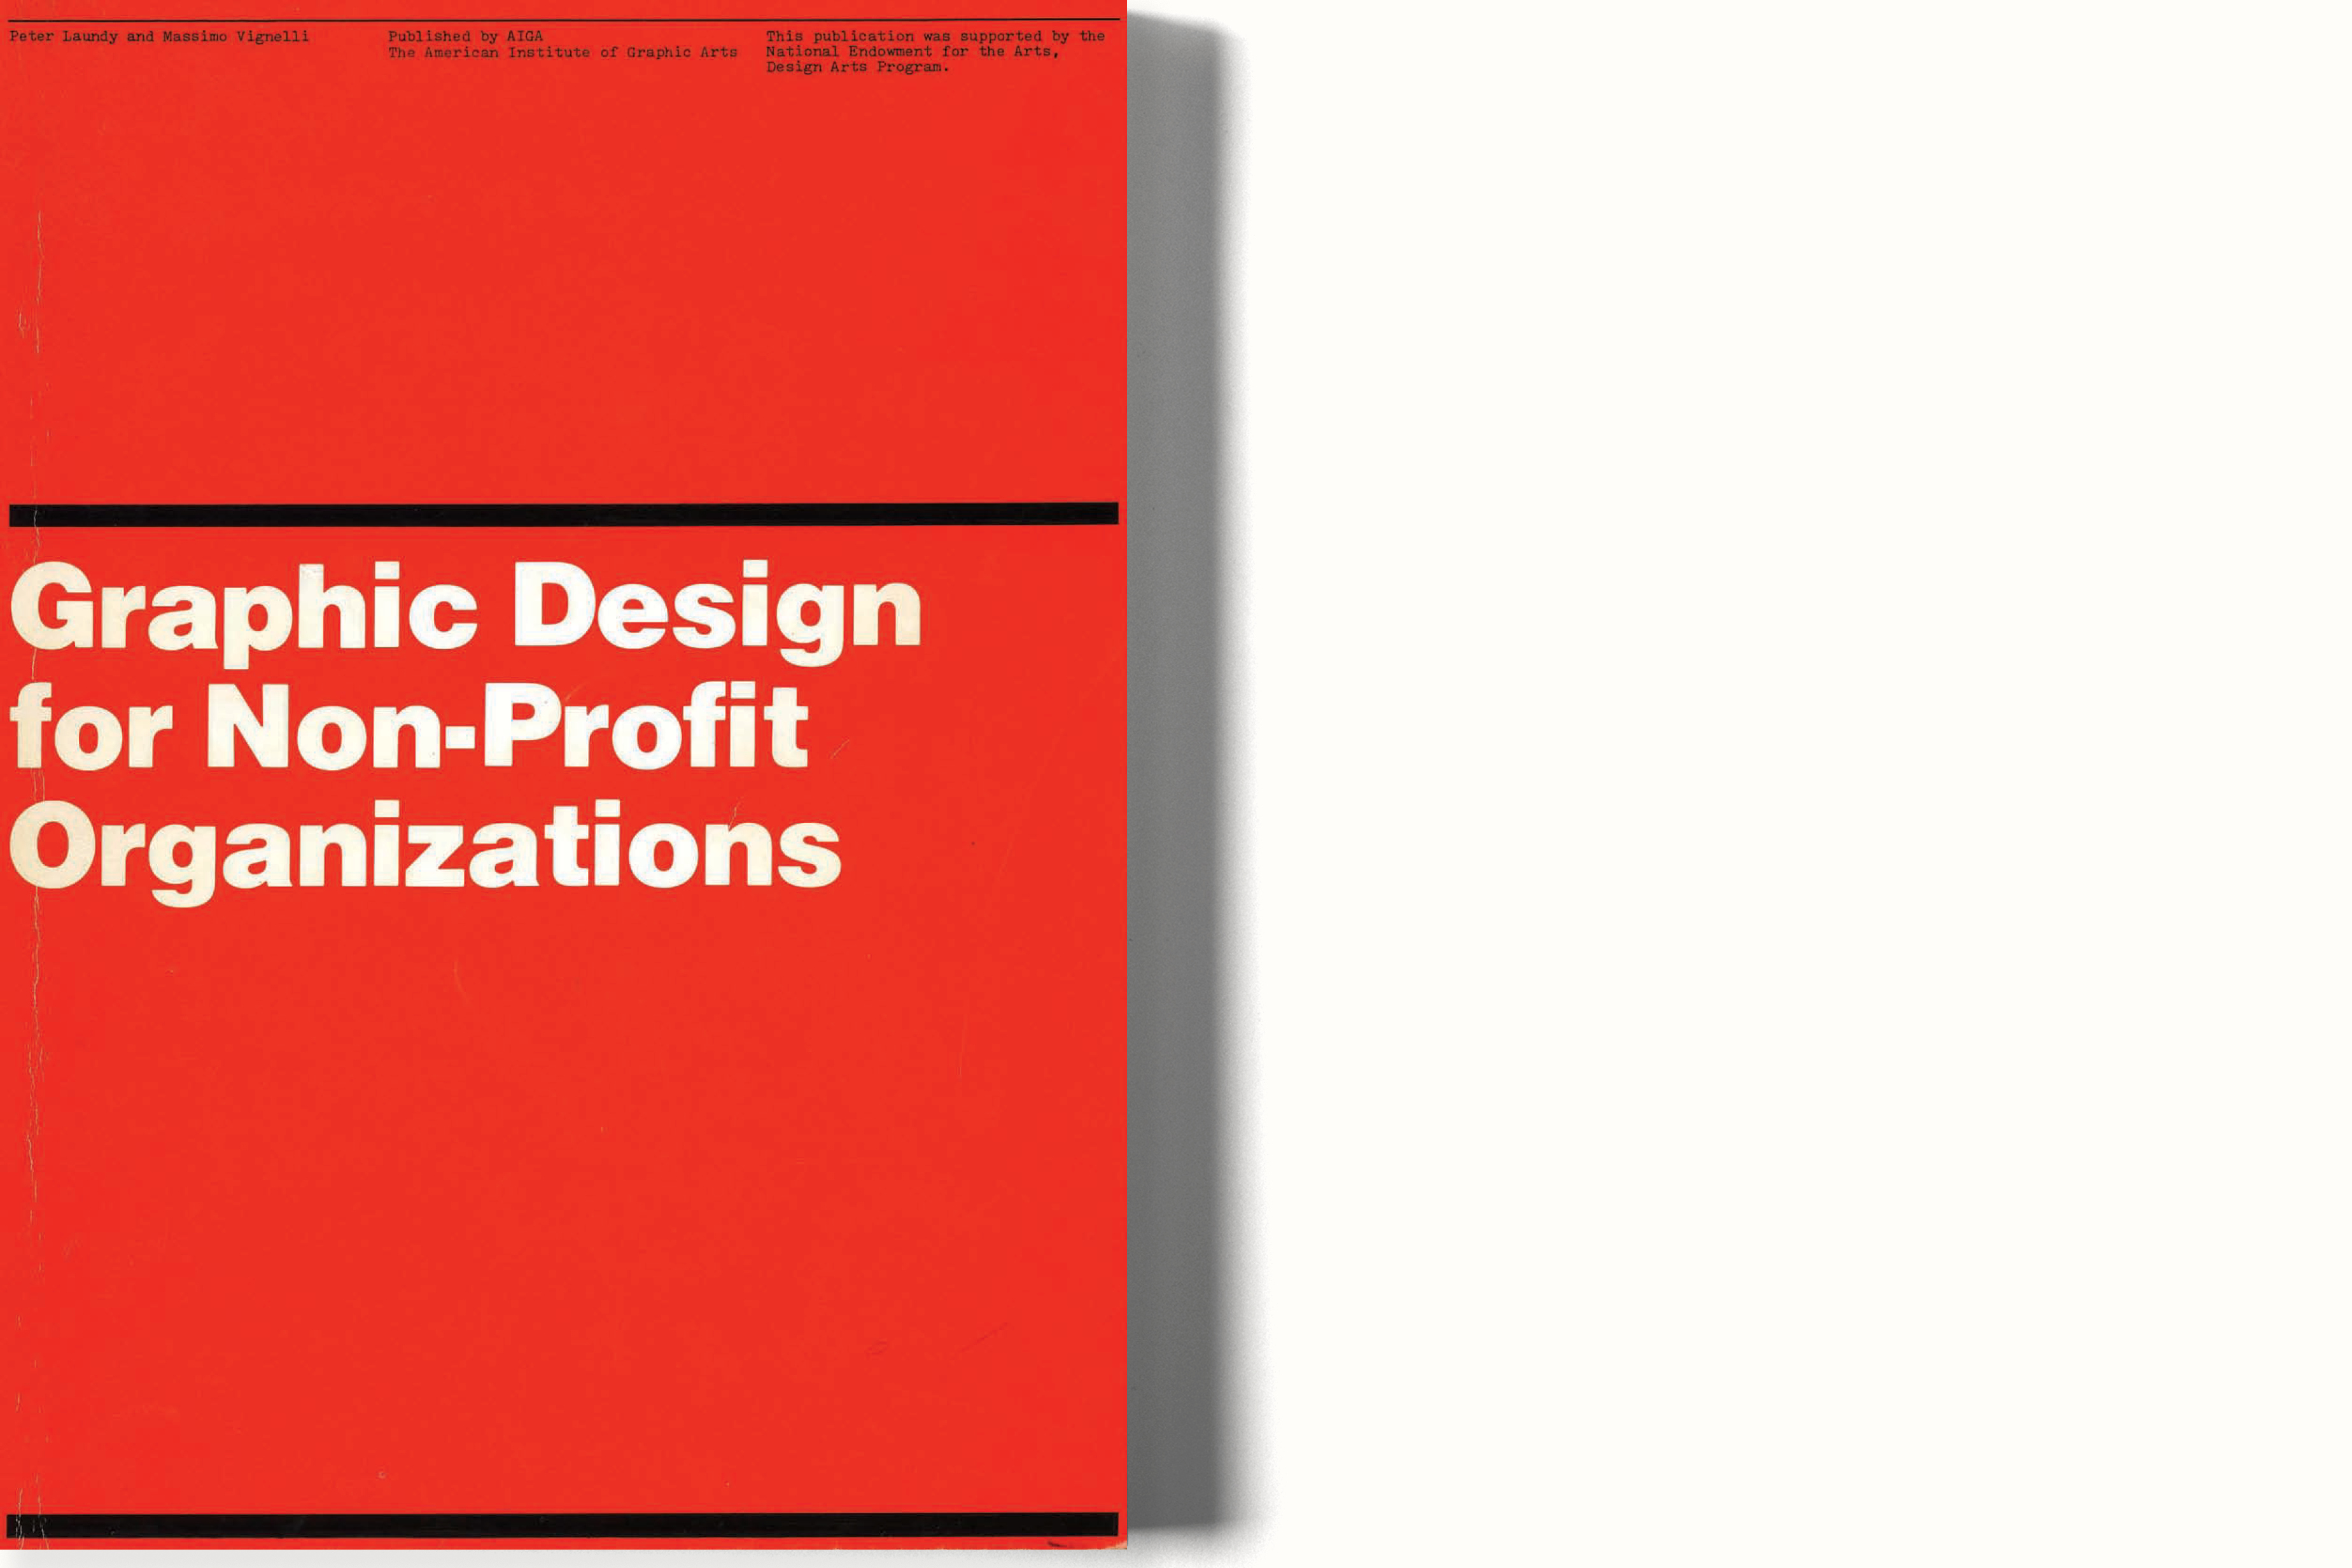 Peter Laundy and Massimo Vignelli
Published by AIGA
The American Institute of Graphic Arts
This publication was supported by the
National Endowment for the Arts,
Design Arts Program.
Graphic Design
for Non-Profit
Organizations